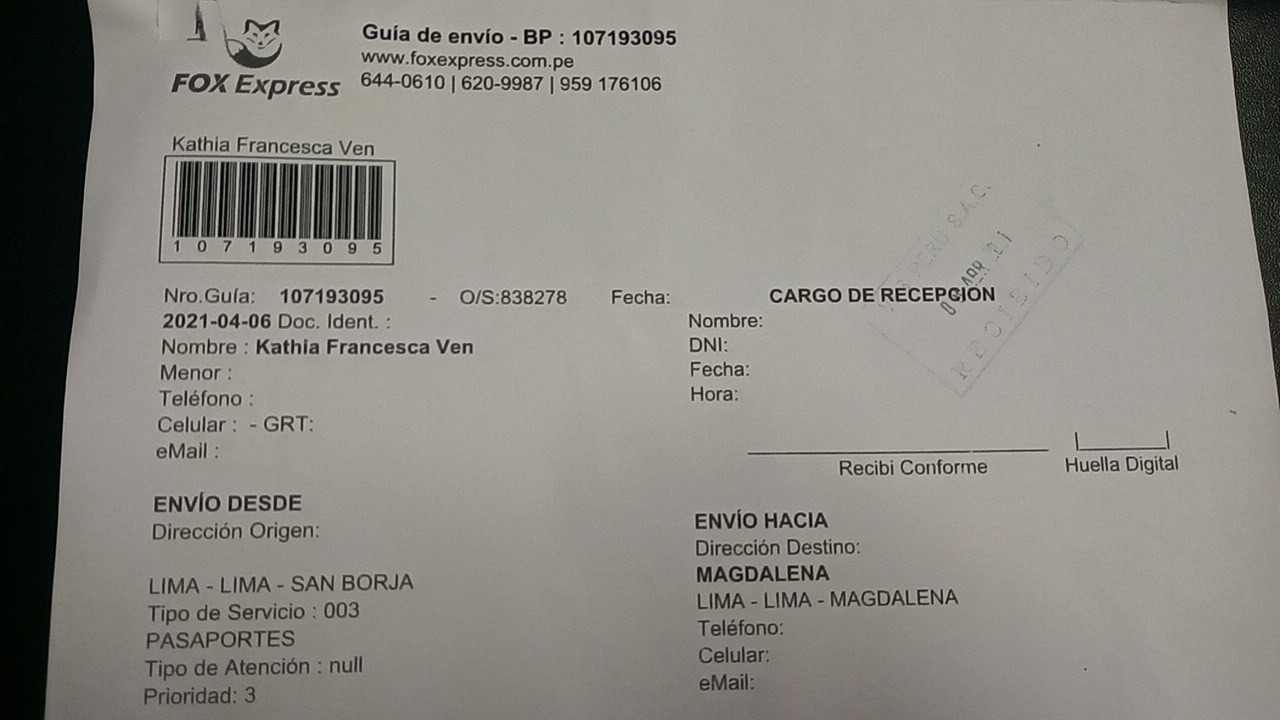 FOX Express
Guía de envío - BP : 107193095
www.foxexpress.com.pe
644-0610 | 620-9987 | 959 176106
Kathia Francesca Ven
1 0 7 1 9 3 0 9 5
Nro.Guía: 107193095 - O/S:838278 Fecha:
2021-04-06 Doc. Ident. :
Nombre : Kathia Francesca Ven
Menor :
Teléfono :
Celular : - GRT:
eMail :
CARGO DE RECEPCION
Nombre:
DNI:
Fecha:
Hora:
PERU S.A.C.
APR 21
RECIBIDO
Recibi Conforme
Huella Digital
ENVÍO DESDE
Dirección Origen:
LIMA - LIMA - SAN BORJA
Tipo de Servicio : 003
PASAPORTES
Tipo de Atención : null
Prioridad: 3
ENVÍO HACIA
Dirección Destino:
MAGDALENA
LIMA - LIMA - MAGDALENA
Teléfono:
Celular:
eMail: